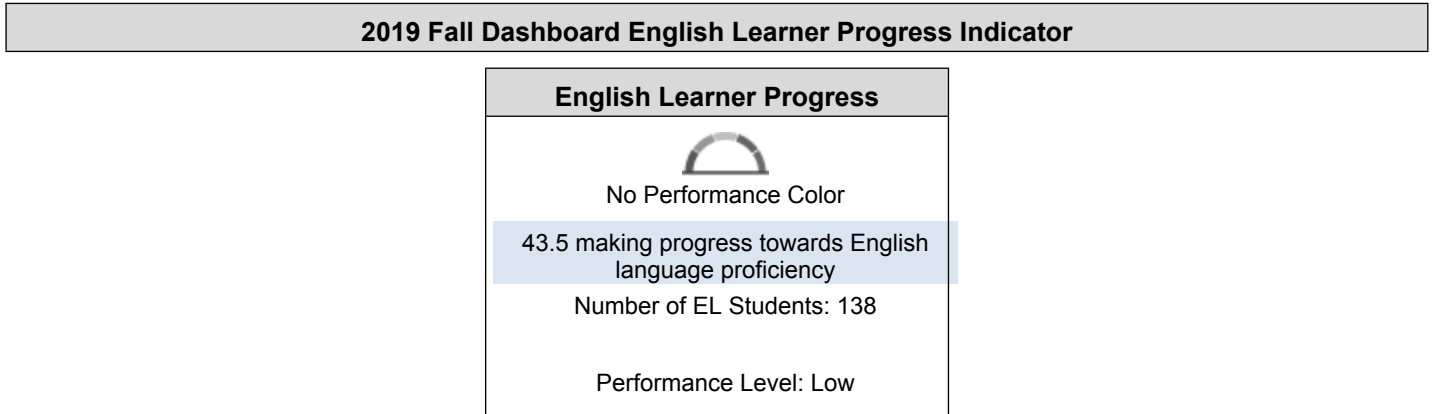 2019 Fall Dashboard English Learner Progress Indicator
English Learner Progress
No Performance Color
43.5 making progress towards English
language proficiency
Number of EL Students: 138
Performance Level: Low